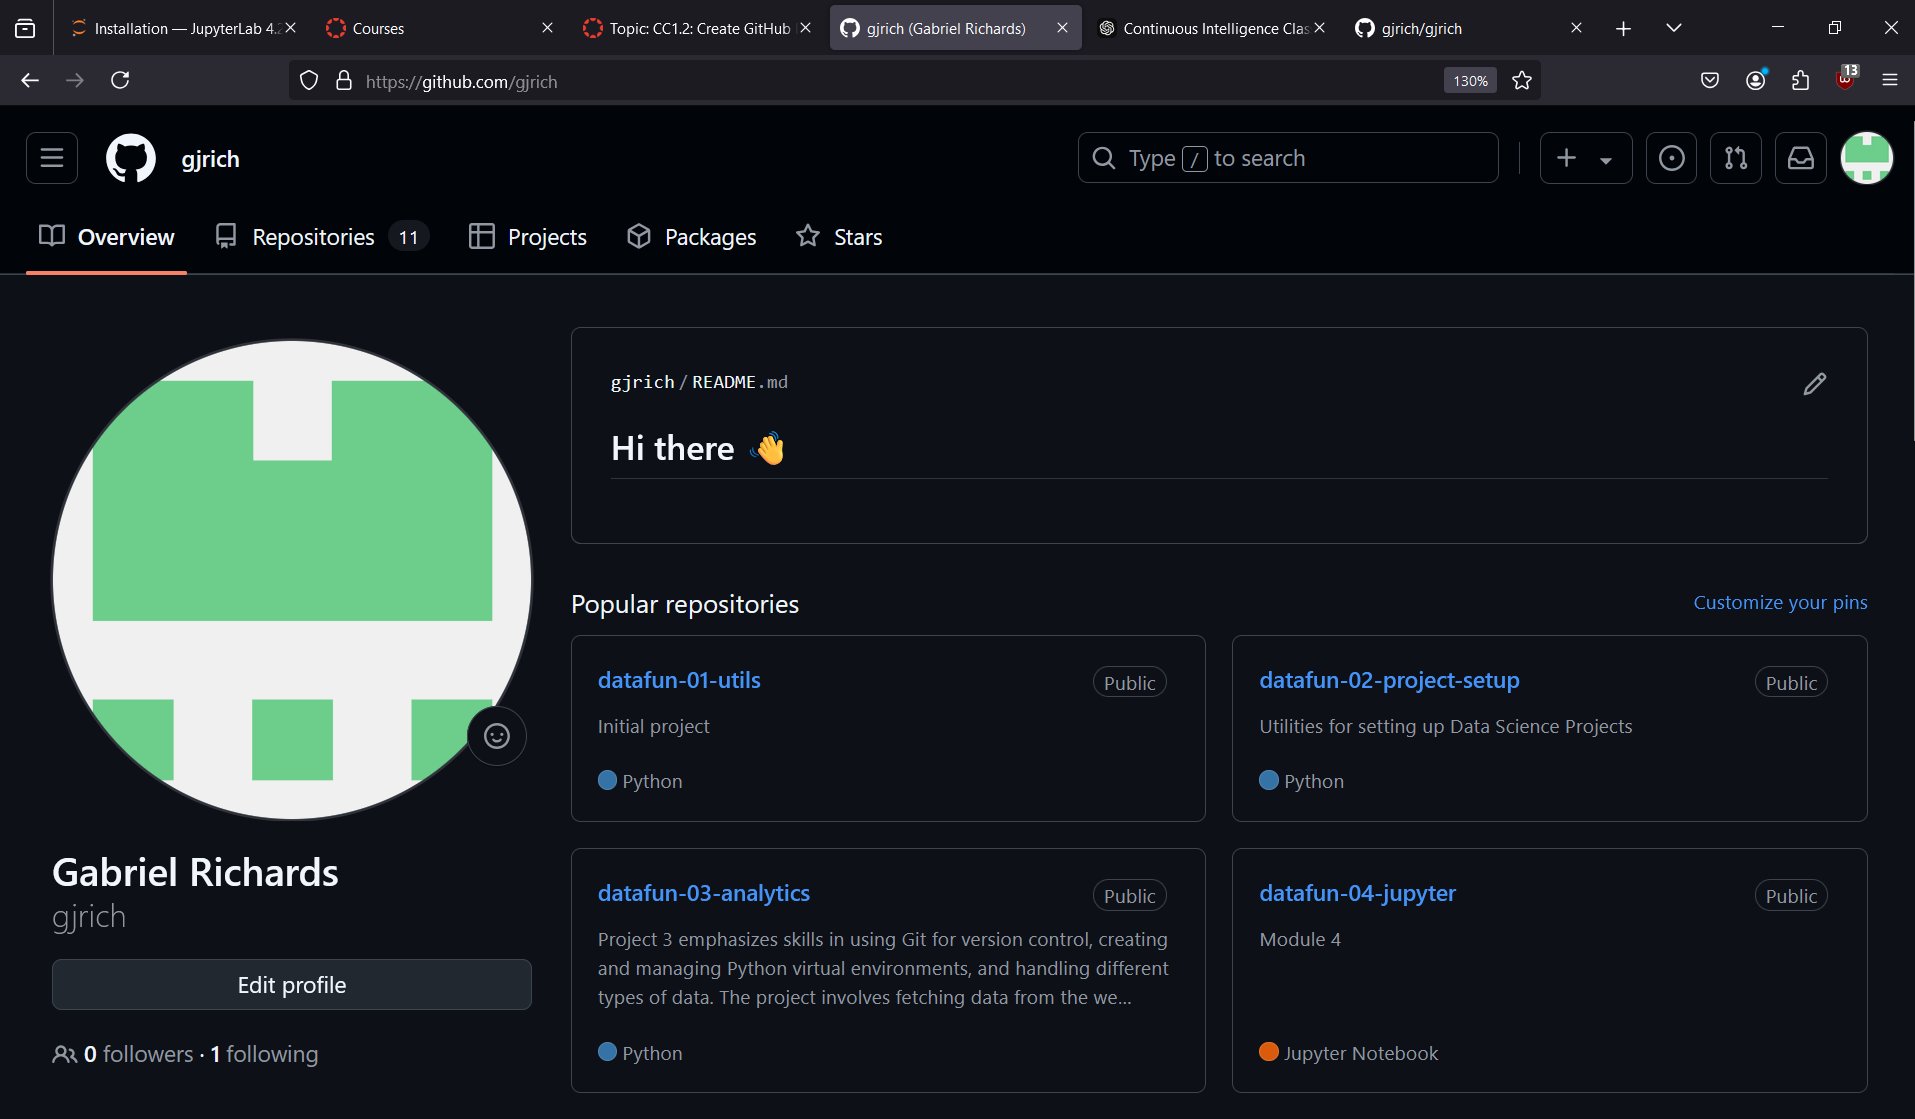 Installation — JupyterLab 4.2
Courses
Topic: CC1.2: Create GitHub
gjrich (Gabriel Richards)
Continuous Intelligence Clas
gjrich/gjrich
https://github.com/gjrich
130%
13
gjrich
Type / to search
Overview
Repositories 11
Projects
Packages
Stars
gjrich/README.md
Hi there 👋
Popular repositories
Customize your pins
datafun-01-utils
Public
Initial project
Python
datafun-02-project-setup
Public
Utilities for setting up Data Science Projects
Python
datafun-03-analytics
Public
Project 3 emphasizes skills in using Git for version control, creating
and managing Python virtual environments, and handling different
types of data. The project involves fetching data from the we...
Python
datafun-04-jupyter
Public
Module 4
Jupyter Notebook
Gabriel Richards
gjrich
Edit profile
0 followers · 1 following